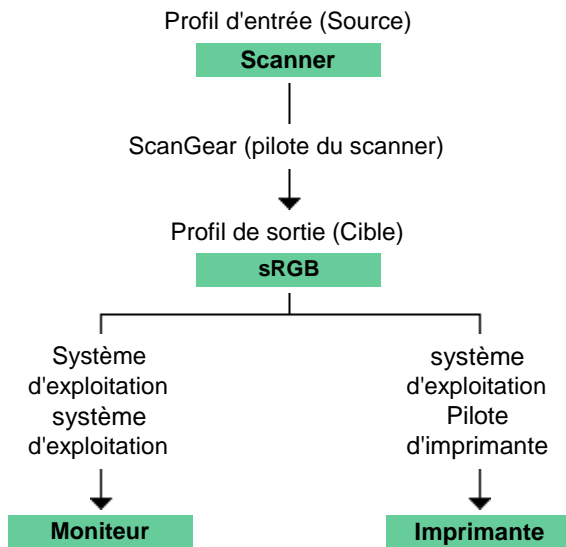 Profil d'entrée (Source)
Scanner
ScanGear (pilote du scanner)
Profil de sortie (Cible)
sRGB
Système
d'exploitation
système
d'exploitation
système
d'exploitation
Pilote
d'imprimante
Moniteur
Imprimante